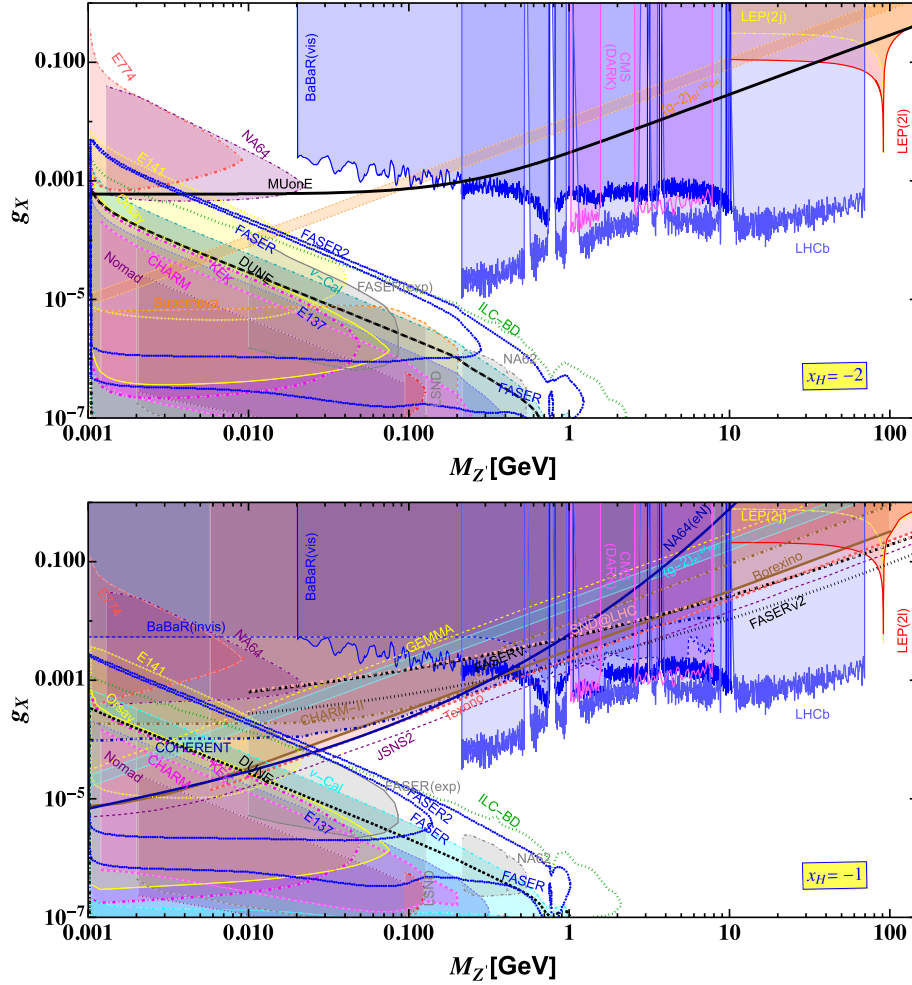 LEP(2j)
0.100
E774
BaBaR(vis)
CMS
(DARK)
NA64
LEP(2l)
E141
0.001
MUonE
g_X
Orsay
FASER
FASER2
Nomad
CHARM
KEK
DUNE
ν-Cal
FASER(exp)
LHCb
10^-5
Supernova
E137
ILC-BD
NA62
LSND
FASER
x_H = -2
10^-7
0.001 0.010 0.100 1 10 100
M_Z' [GeV]
NA64(eN)
LEP(2j)
0.100
BaBaR(vis)
CMS
(DARK)
E774
Borexino
BaBaR(invis)
NA64
GEMMA
SND@LHC
FASERν2
LEP(2l)
E141
FASERν
0.001
g_X
Orsay
CHARM-II
TEXONO
LHCb
COHERENT
JSNS2
Nomad
CHARM
KEK
DUNE
ν-Cal
FASER(exp)
10^-5
FASER2
ILC-BD
E137
FASER
NA62
LSND
FASER
x_H = -1
10^-7
0.001 0.010 0.100 1 10 100
M_Z' [GeV]